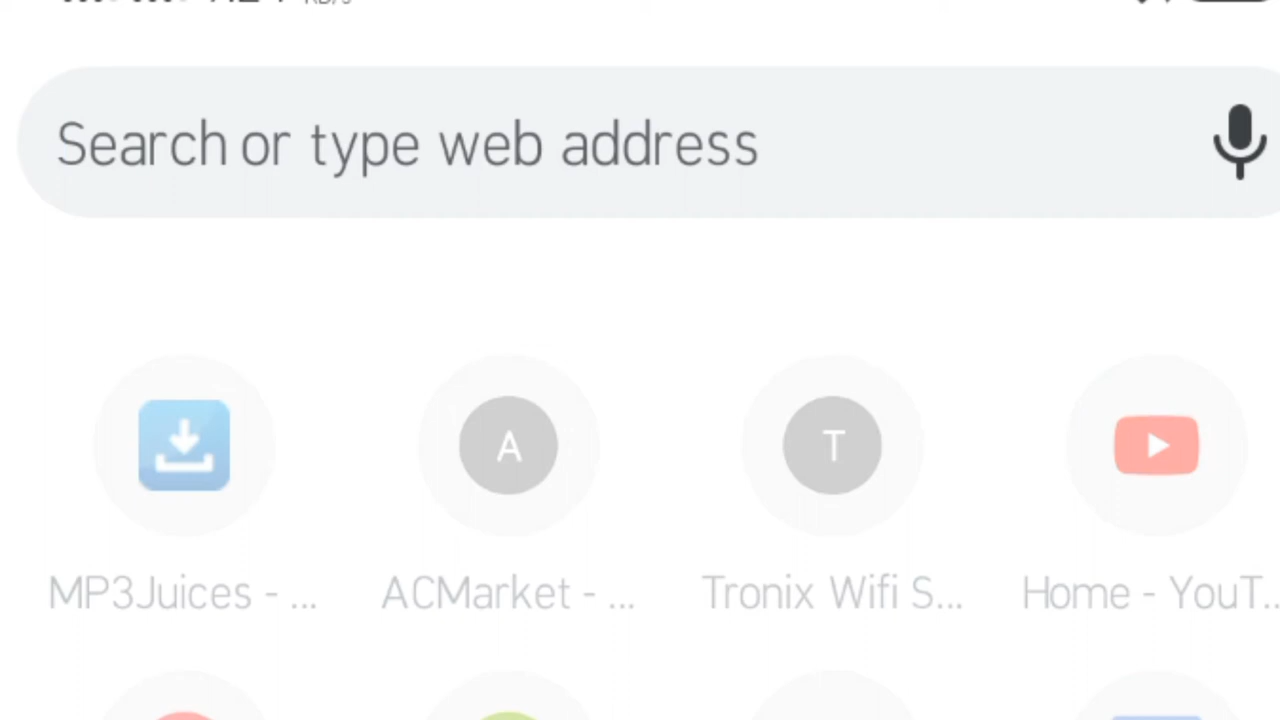 Search or type web address
A
T
MP3Juices - ...
ACMarket - ...
Tronix Wifi S...
Home - YouT...